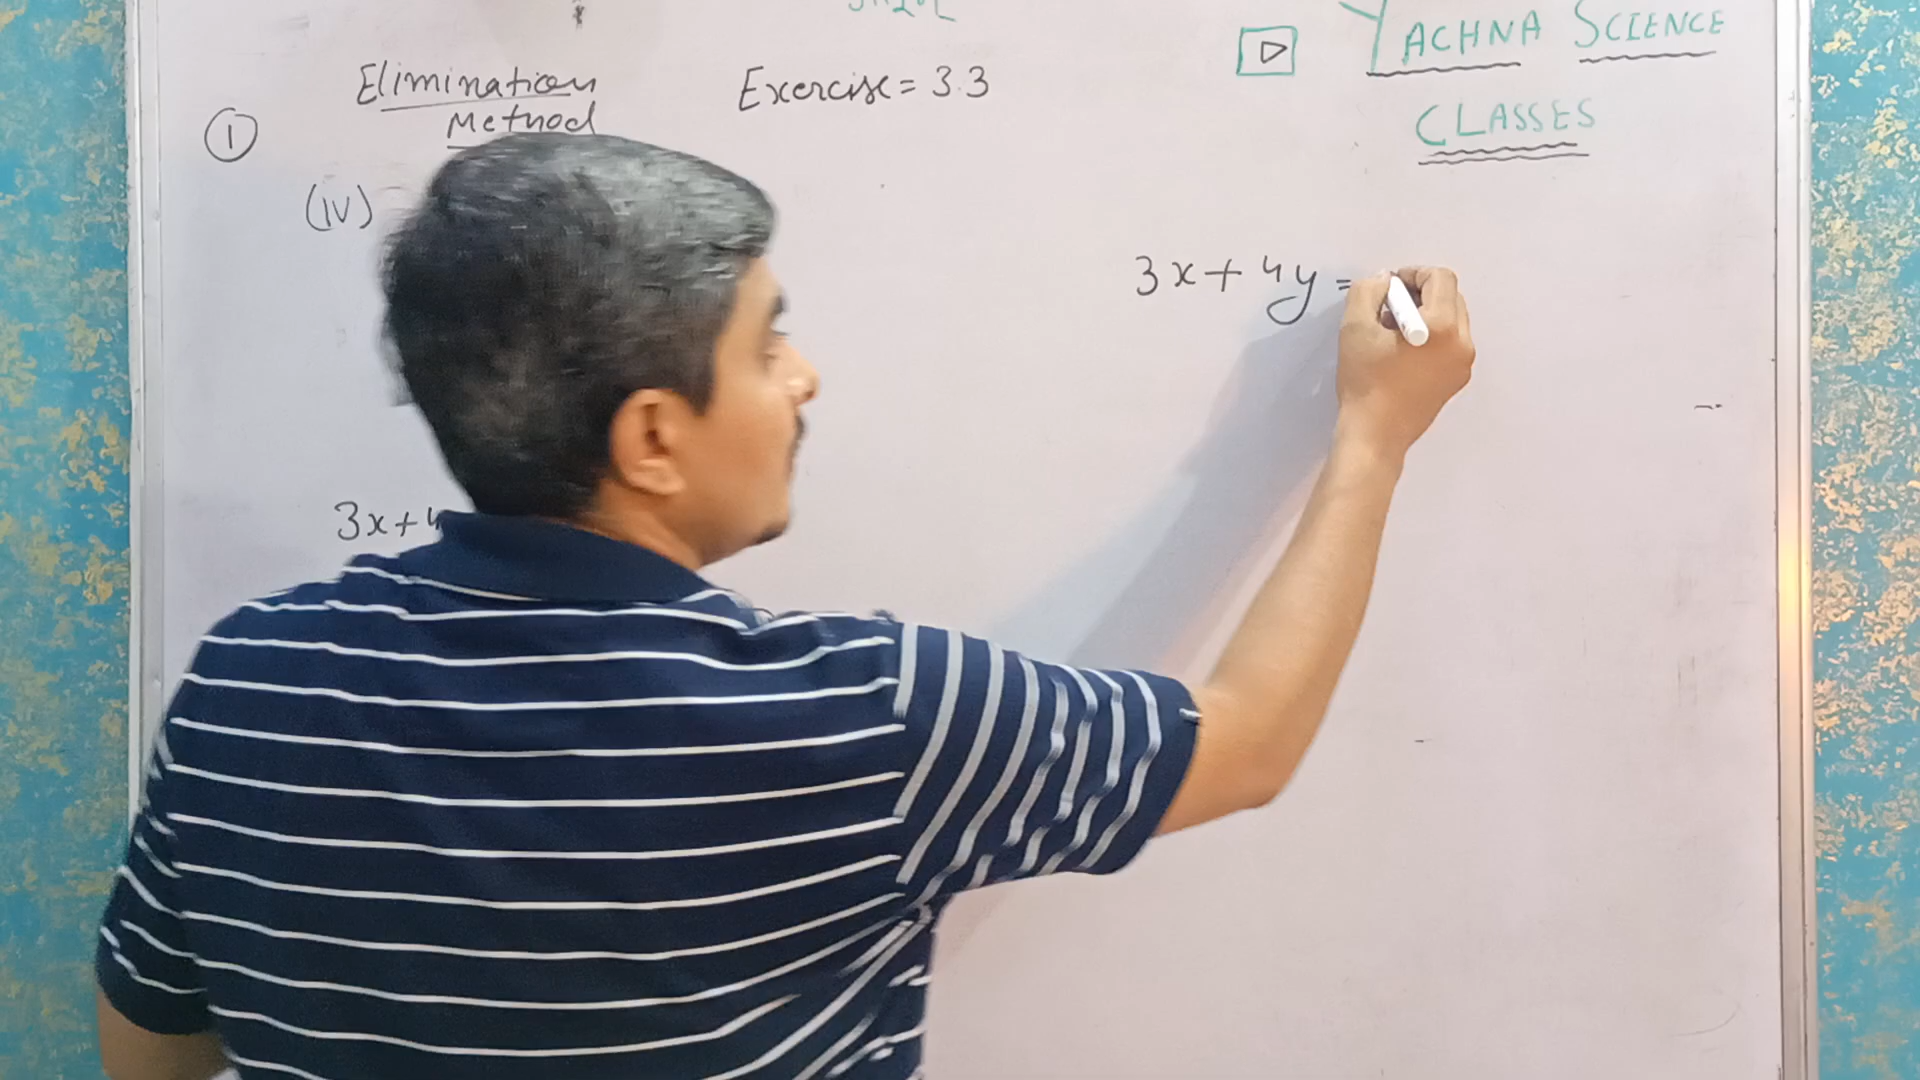 YACHNA SCIENCE
CLASSES
Elimination
Method
Exercise = 3.3
①
(iv)
3x + 4y =
3x + 4